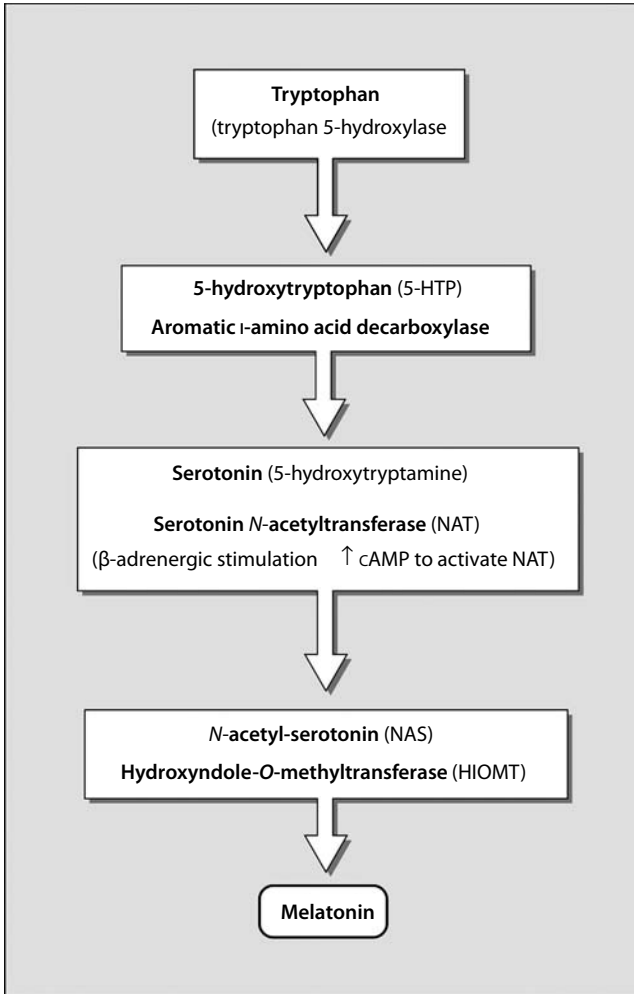 Tryptophan
(tryptophan 5-hydroxylase
5-hydroxytryptophan (5-HTP)
Aromatic ʟ-amino acid decarboxylase
Serotonin (5-hydroxytryptamine)
Serotonin N-acetyltransferase (NAT)
(β-adrenergic stimulation ↑ cAMP to activate NAT)
N-acetyl-serotonin (NAS)
Hydroxyndole-O-methyltransferase (HIOMT)
Melatonin